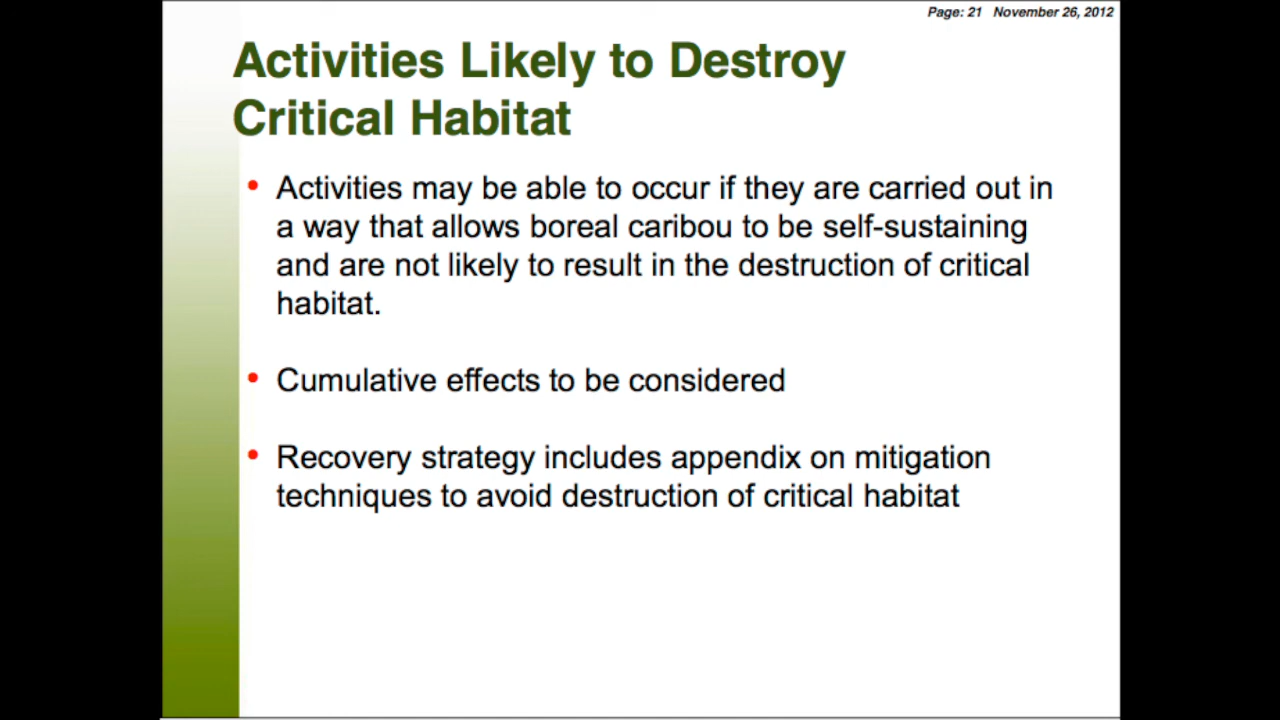 Page: 21 November 26, 2012
Activities Likely to Destroy
Critical Habitat
• Activities may be able to occur if they are carried out in
a way that allows boreal caribou to be self-sustaining
and are not likely to result in the destruction of critical
habitat.
• Cumulative effects to be considered
• Recovery strategy includes appendix on mitigation
techniques to avoid destruction of critical habitat